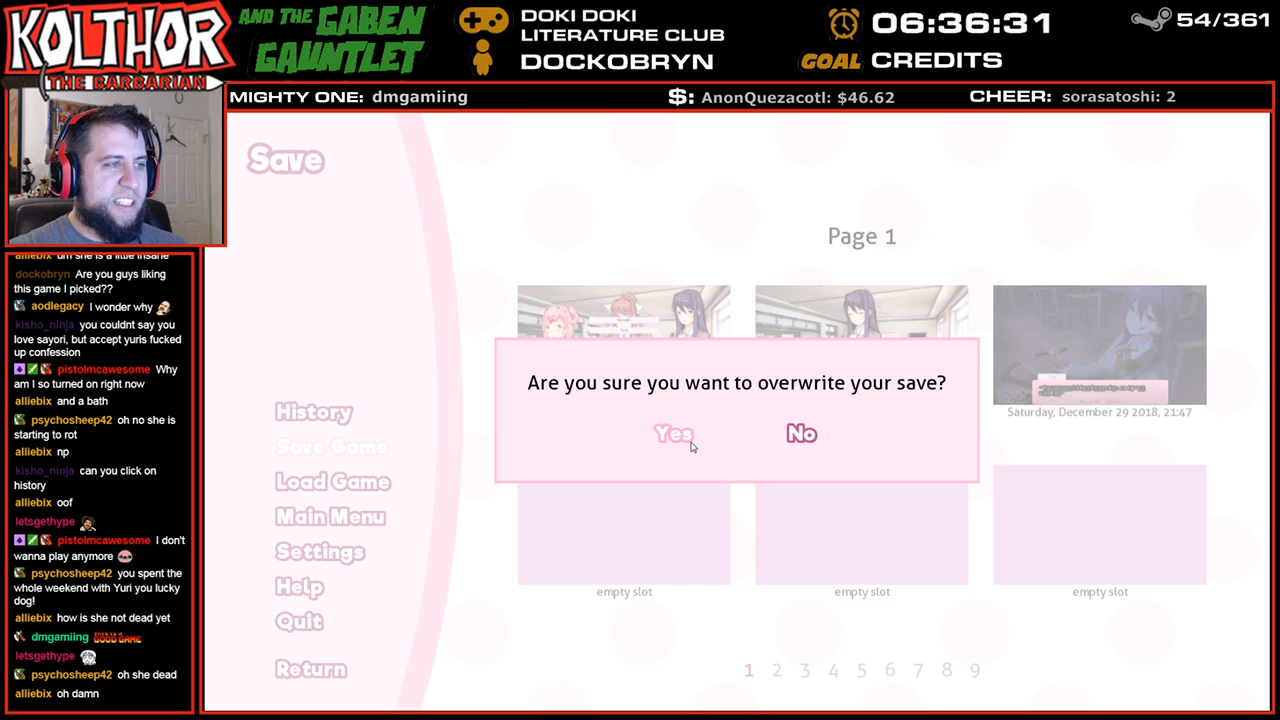 KOLTHOR
THE BARBARIAN
AND THE GABEN
GAUNTLET
DOKI DOKI
LITERATURE CLUB
DOCKOBRYN
06:36:31
GOAL CREDITS
54/361
MIGHTY ONE: dmgamiing
$: AnonQuezacotl: $46.62
CHEER: sorasatoshi: 2
alliebix um she is a little insane
dockobryn Are you guys liking
this game I picked??
aodlegacy I wonder why
kisho_ninja you couldnt say you
love sayori, but accept yuris fucked
up confession
pistolmcawesome Why
am I so turned on right now
alliebix and a bath
psychosheep42 oh no she is
starting to rot
alliebix np
kisho_ninja can you click on
history
alliebix oof
letsgethype
pistolmcawesome I don't
wanna play anymore
psychosheep42 you spent the
whole weekend with Yuri you lucky
dog!
alliebix how is she not dead yet
dmgamiing GOOD GAME
letsgethype
psychosheep42 oh she dead
alliebix oh damn
Save
History
Save Game
Load Game
Main Menu
Settings
Help
Quit
Return
Page 1
Are you sure you want to overwrite your save?
Yes No
Saturday, December 29 2018, 21:47
empty slot empty slot empty slot
1 2 3 4 5 6 7 8 9